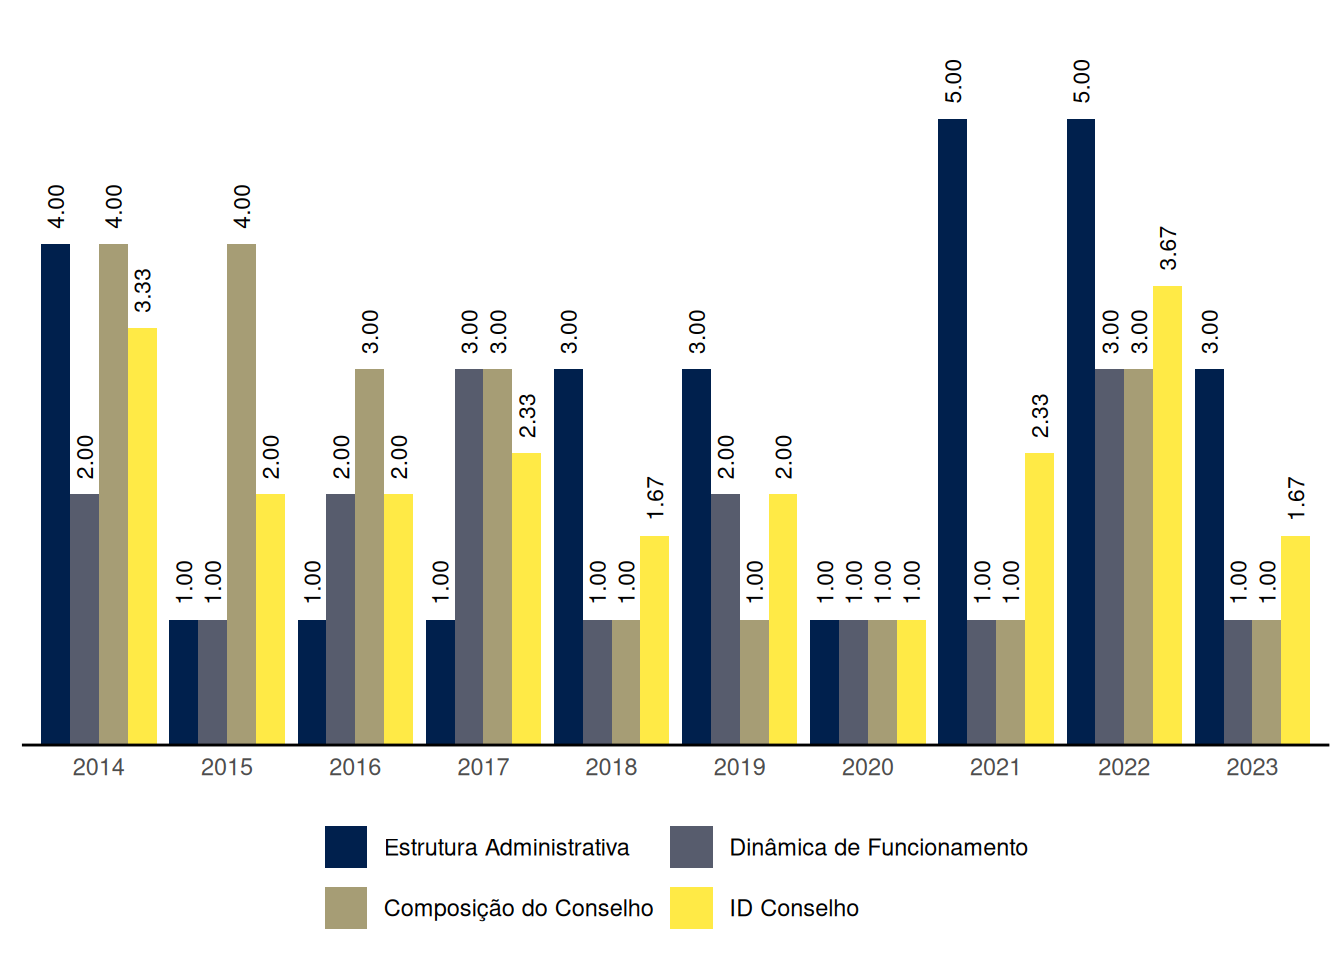 4.00 2.00 4.00 3.33 1.00 1.00 4.00 2.00 1.00 2.00 3.00 2.00 1.00 3.00 3.00 2.33 3.00 1.00 1.00 1.67 3.00 2.00 1.00 2.00 1.00 1.00 1.00 1.00 5.00 1.00 1.00 2.33 5.00 3.00 3.00 3.67 3.00 1.00 1.00 1.67
2014 2015 2016 2017 2018 2019 2020 2021 2022 2023
Estrutura Administrativa Dinâmica de Funcionamento
Composição do Conselho ID Conselho